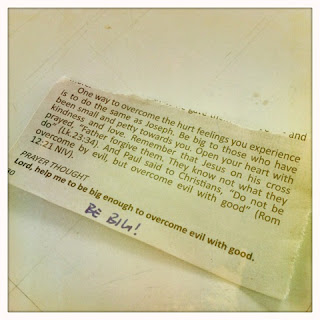 and
One way to overcome the hurt feelings you experience
is to do the same as Joseph. Be big to those who have
been small and petty towards you. Open your heart with
kindness and love. Remember that Jesus on his cross
prayed, "Father forgive them. They know not what they
do" (Lk.23:34). And Paul said to Christians, "Do not be
overcome by evil, but overcome evil with good" (Rom
12:21 NIV).
PRAYER THOUGHT
Lord, help me to be big enough to overcome evil with good.
BE BIG!